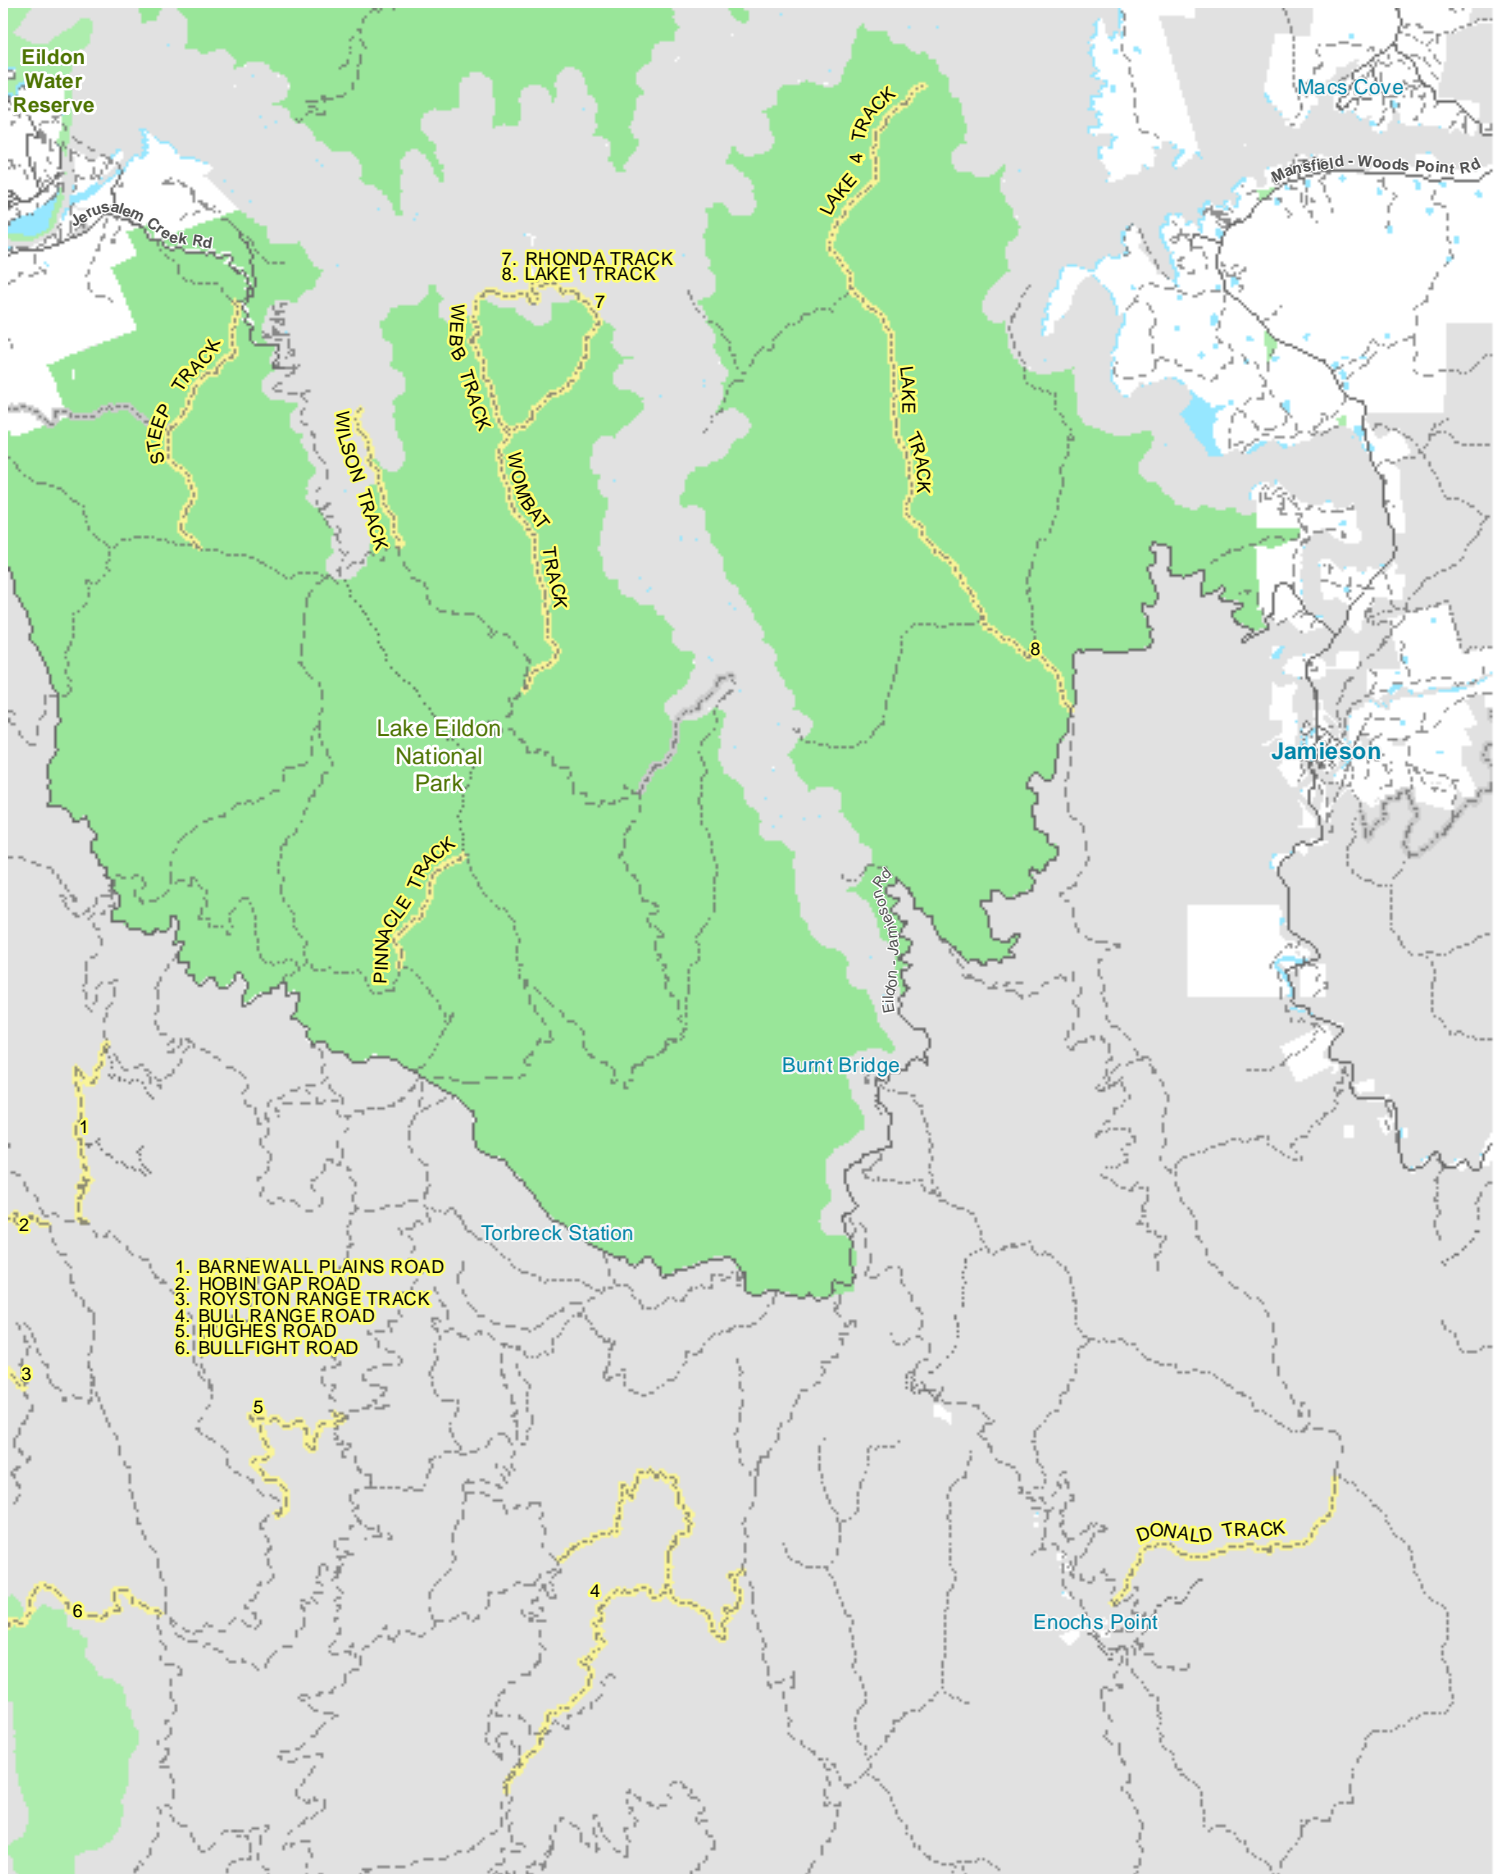 Eildon
Water
Reserve
Macs Cove
Mansfield - Woods Point Rd
Jerusalem Creek Rd
LAKE 4 TRACK
7. RHONDA TRACK
8. LAKE 1 TRACK
7
WEBB TRACK
STEEP TRACK
WILSON TRACK
WOMBAT TRACK
LAKE TRACK
8
Lake Eildon
National
Park
Jamieson
PINNACLE TRACK
Eildon - Jamieson Rd
Burnt Bridge
1
2
Torbreck Station
1. BARNEWALL PLAINS ROAD
2. HOBIN GAP ROAD
3. ROYSTON RANGE TRACK
4. BULL RANGE ROAD
5. HUGHES ROAD
6. BULLFIGHT ROAD
3
5
DONALD TRACK
4
6
Enochs Point